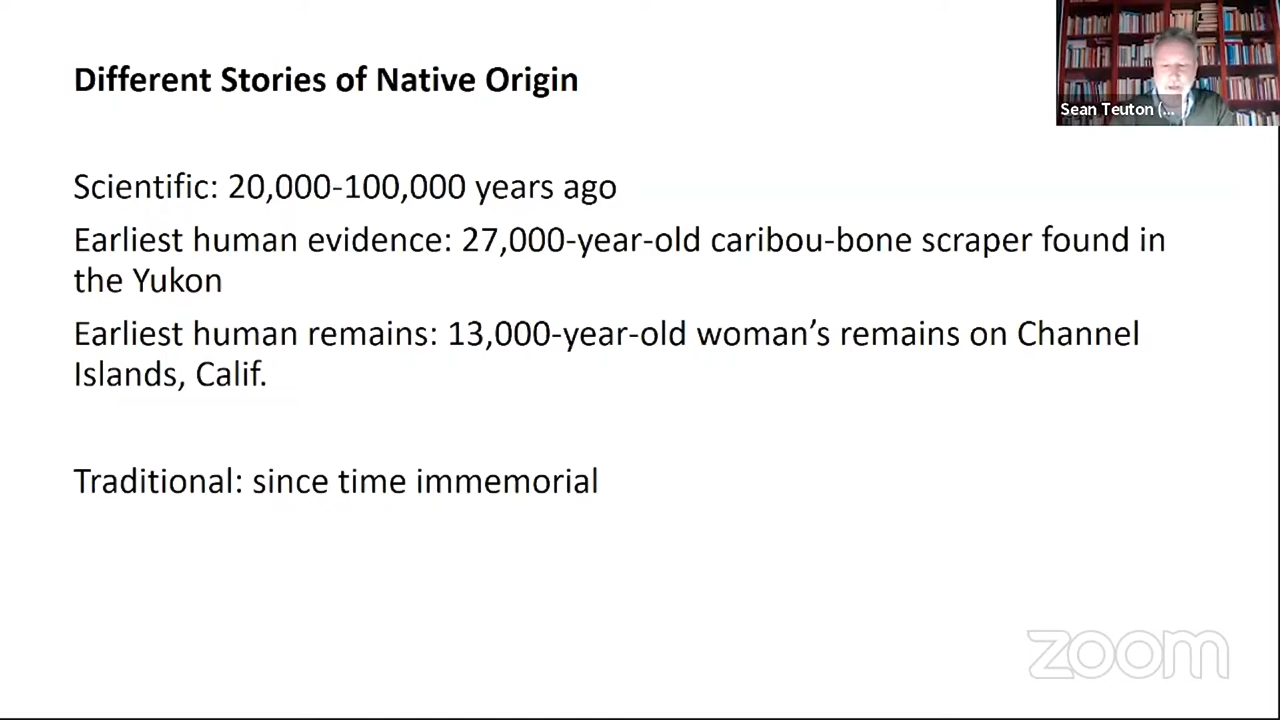 Different Stories of Native Origin
Sean Teuton (...
Scientific: 20,000-100,000 years ago
Earliest human evidence: 27,000-year-old caribou-bone scraper found in
the Yukon
Earliest human remains: 13,000-year-old woman’s remains on Channel
Islands, Calif.
Traditional: since time immemorial
zoom